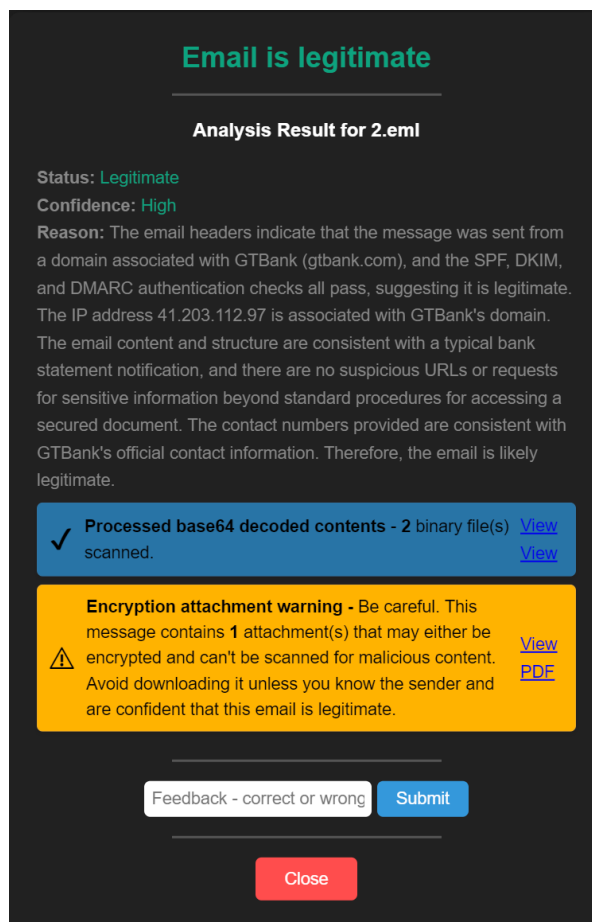 Email is legitimate
Analysis Result for 2.eml
Status: Legitimate
Confidence: High
Reason: The email headers indicate that the message was sent from
a domain associated with GTBank (gtbank.com), and the SPF, DKIM,
and DMARC authentication checks all pass, suggesting it is legitimate.
The IP address 41.203.112.97 is associated with GTBank's domain.
The email content and structure are consistent with a typical bank
statement notification, and there are no suspicious URLs or requests
for sensitive information beyond standard procedures for accessing a
secured document. The contact numbers provided are consistent with
GTBank's official contact information. Therefore, the email is likely
legitimate.
Processed base64 decoded contents - 2 binary file(s) View
scanned. View
Encryption attachment warning - Be careful. This
message contains 1 attachment(s) that may either be
encrypted and can't be scanned for malicious content.
Avoid downloading it unless you know the sender and
are confident that this email is legitimate.
View
PDF
Feedback - correct or wrong
Submit
Close